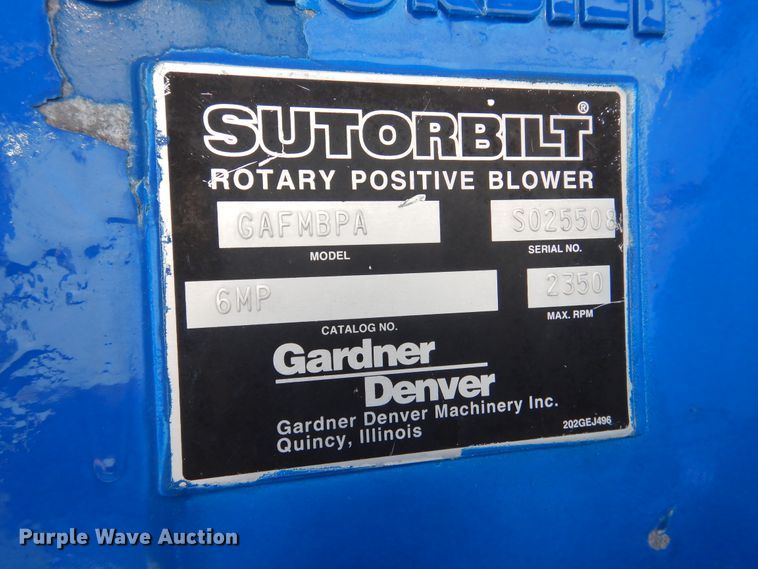 SUTORBILT
SUTORBILT®
ROTARY POSITIVE BLOWER
GAFMBPA S025508
MODEL SERIAL NO.
6MP 2350
CATALOG NO. MAX. RPM
Gardner
Denver
Gardner Denver Machinery Inc.
Quincy, Illinois 202GEJ496
Purple Wave Auction